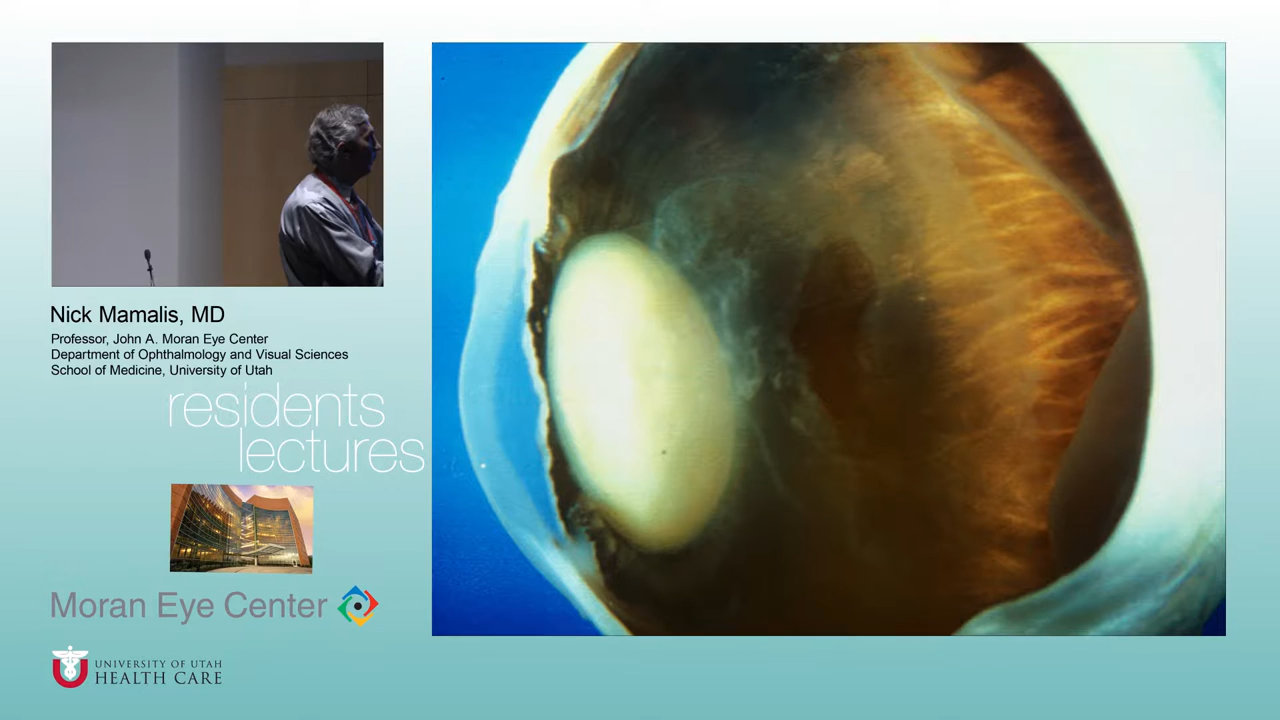 Nick Mamalis, MD
Professor, John A. Moran Eye Center
Department of Ophthalmology and Visual Sciences
School of Medicine, University of Utah
residents
lectures
Moran Eye Center
UNIVERSITY OF UTAH
HEALTH CARE